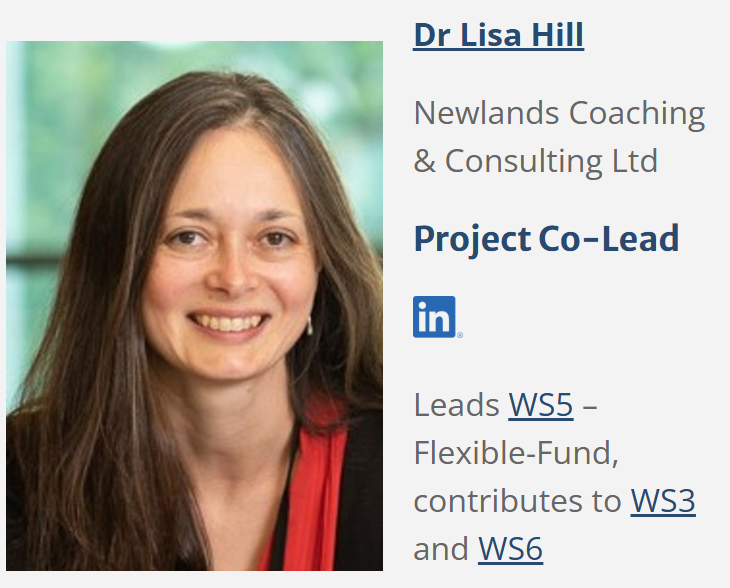 Dr Lisa Hill
Newlands Coaching
& Consulting Ltd
Project Co-Lead
in
Leads WS5 –
Flexible-Fund,
contributes to WS3
and WS6